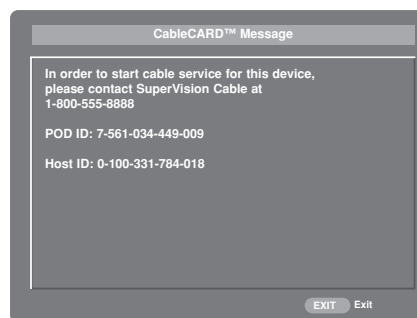 CableCARD™ Message
In order to start cable service for this device,
please contact SuperVision Cable at
1-800-555-8888
POD ID: 7-561-034-449-009
Host ID: 0-100-331-784-018
EXIT Exit